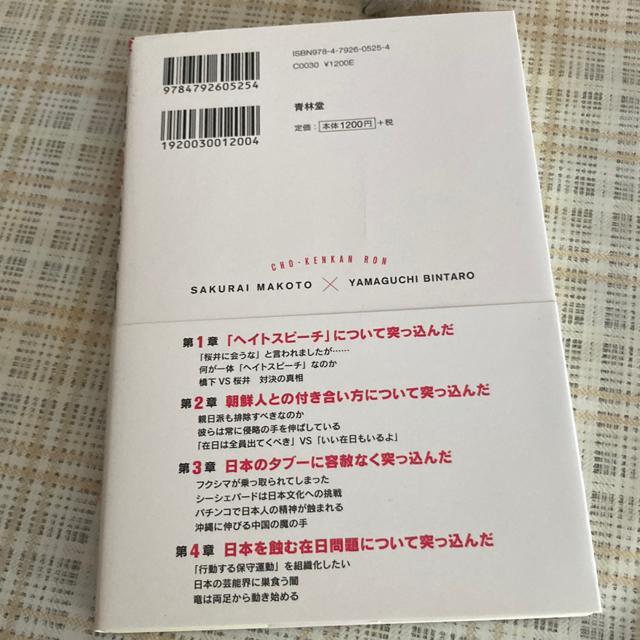 ISBN978-4-7926-0525-4
C0030 ¥1200E
9784792605254
青林堂
定価：本体1200円+税
1920030012004
CHO-KENKAN RON
SAKURAI MAKOTO × YAMAGUCHI BINTARO
第1章 「ヘイトスピーチ」について突っ込んだ
「桜井に会うな」と言われましたが……
何が一体「ヘイトスピーチ」なのか
橋下VS桜井 対決の真相
第2章 朝鮮人との付き合い方について突っ込んだ
親日派も排除すべきなのか
彼らは常に侵略の手を伸ばしている
「在日は全員出てくべき」VS「いい在日もいるよ」
第3章 日本のタブーに容赦なく突っ込んだ
フクシマが乗っ取られてしまった
シーシェパードは日本文化への挑戦
パチンコで日本人の精神が蝕まれる
沖縄に伸びる中国の魔の手
第4章 日本を蝕む在日問題について突っ込んだ
「行動する保守運動」を組織化したい
日本の芸能界に巣食う闇
竜は両足から動き始める